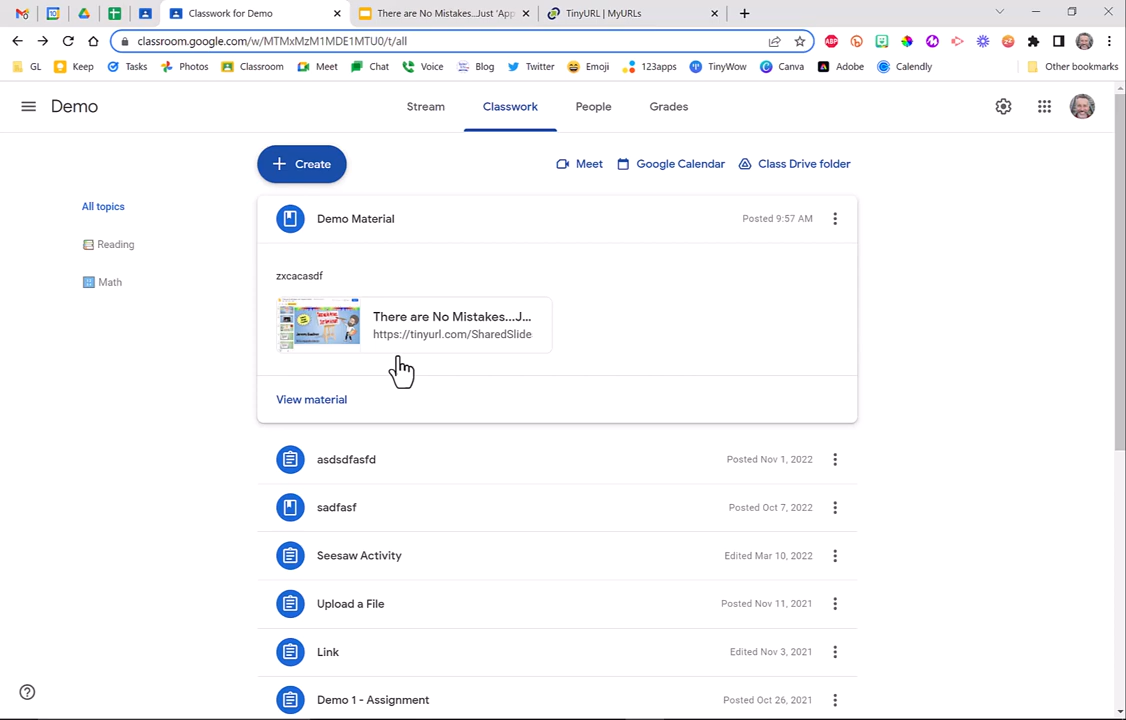 Classwork for Demo
There are No Mistakes...Just 'App
TinyURL | MyURLs
classroom.google.com/w/MTMxMzM1MDE1MTU0/t/all
GL
Keep
Tasks
Photos
Classroom
Meet
Chat
Voice
Blog
Twitter
Emoji
123apps
TinyWow
Canva
Adobe
Calendly
Other bookmarks
Demo
Stream
Classwork
People
Grades
Create
Meet
Google Calendar
Class Drive folder
All topics
Reading
Math
Demo Material
Posted 9:57 AM
zxcacasdf
There are No Mistakes...J...
https://tinyurl.com/SharedSlide
View material
asdsdfasfd
Posted Nov 1, 2022
sadfasf
Posted Oct 7, 2022
Seesaw Activity
Edited Mar 10, 2022
Upload a File
Posted Nov 11, 2021
Link
Edited Nov 3, 2021
Demo 1 - Assignment
Posted Oct 26, 2021